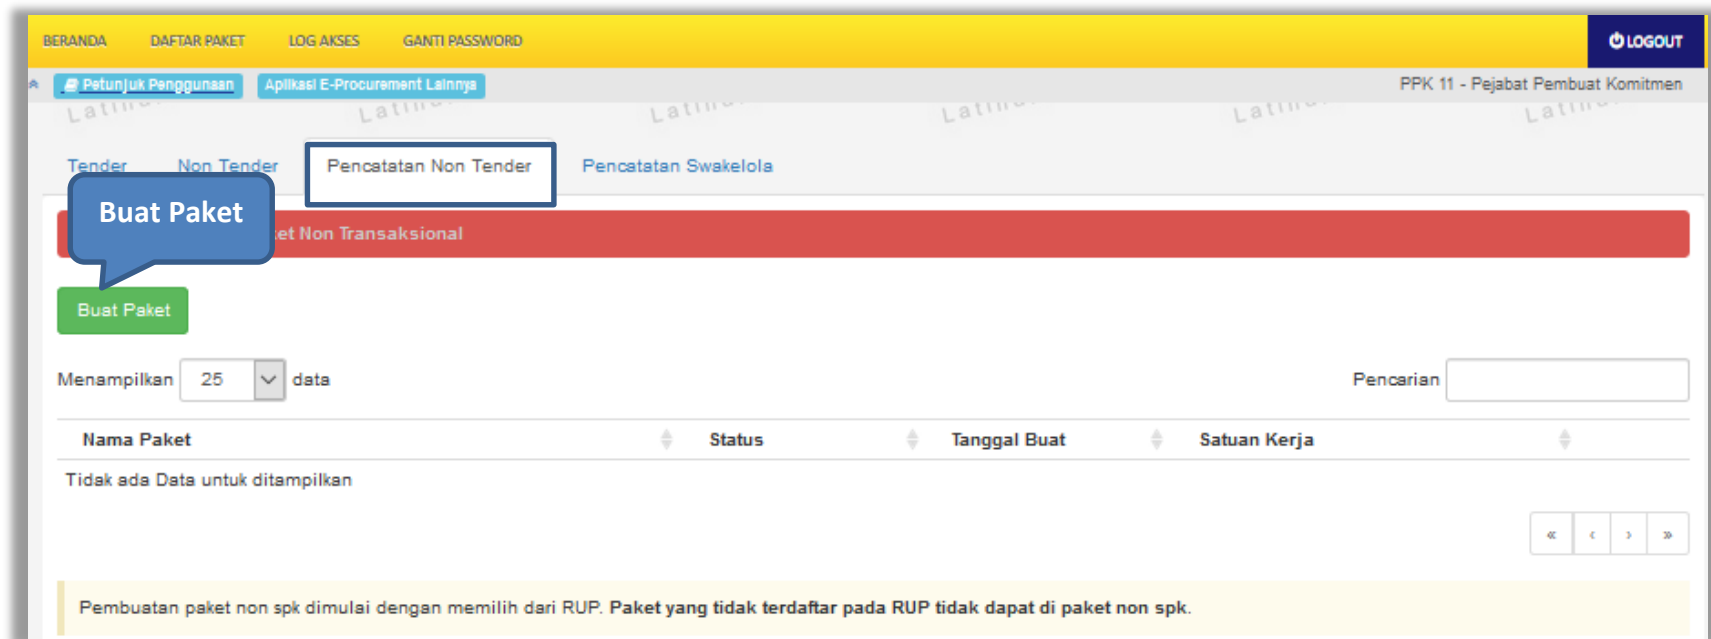 BERANDA DAFTAR PAKET LOG AKSES GANTI PASSWORD LOGOUT
Petunjuk Penggunaan Aplikasi E-Procurement Lainnya PPK 11 - Pejabat Pembuat Komitmen
Tender Non Tender Pencatatan Non Tender Pencatatan Swakelola
Buat Paket
Non Transaksional
Buat Paket
Menampilkan 25 data Pencarian
Nama Paket Status Tanggal Buat Satuan Kerja
Tidak ada Data untuk ditampilkan
« ‹ › »
Pembuatan paket non spk dimulai dengan memilih dari RUP. Paket yang tidak terdaftar pada RUP tidak dapat di paket non spk.